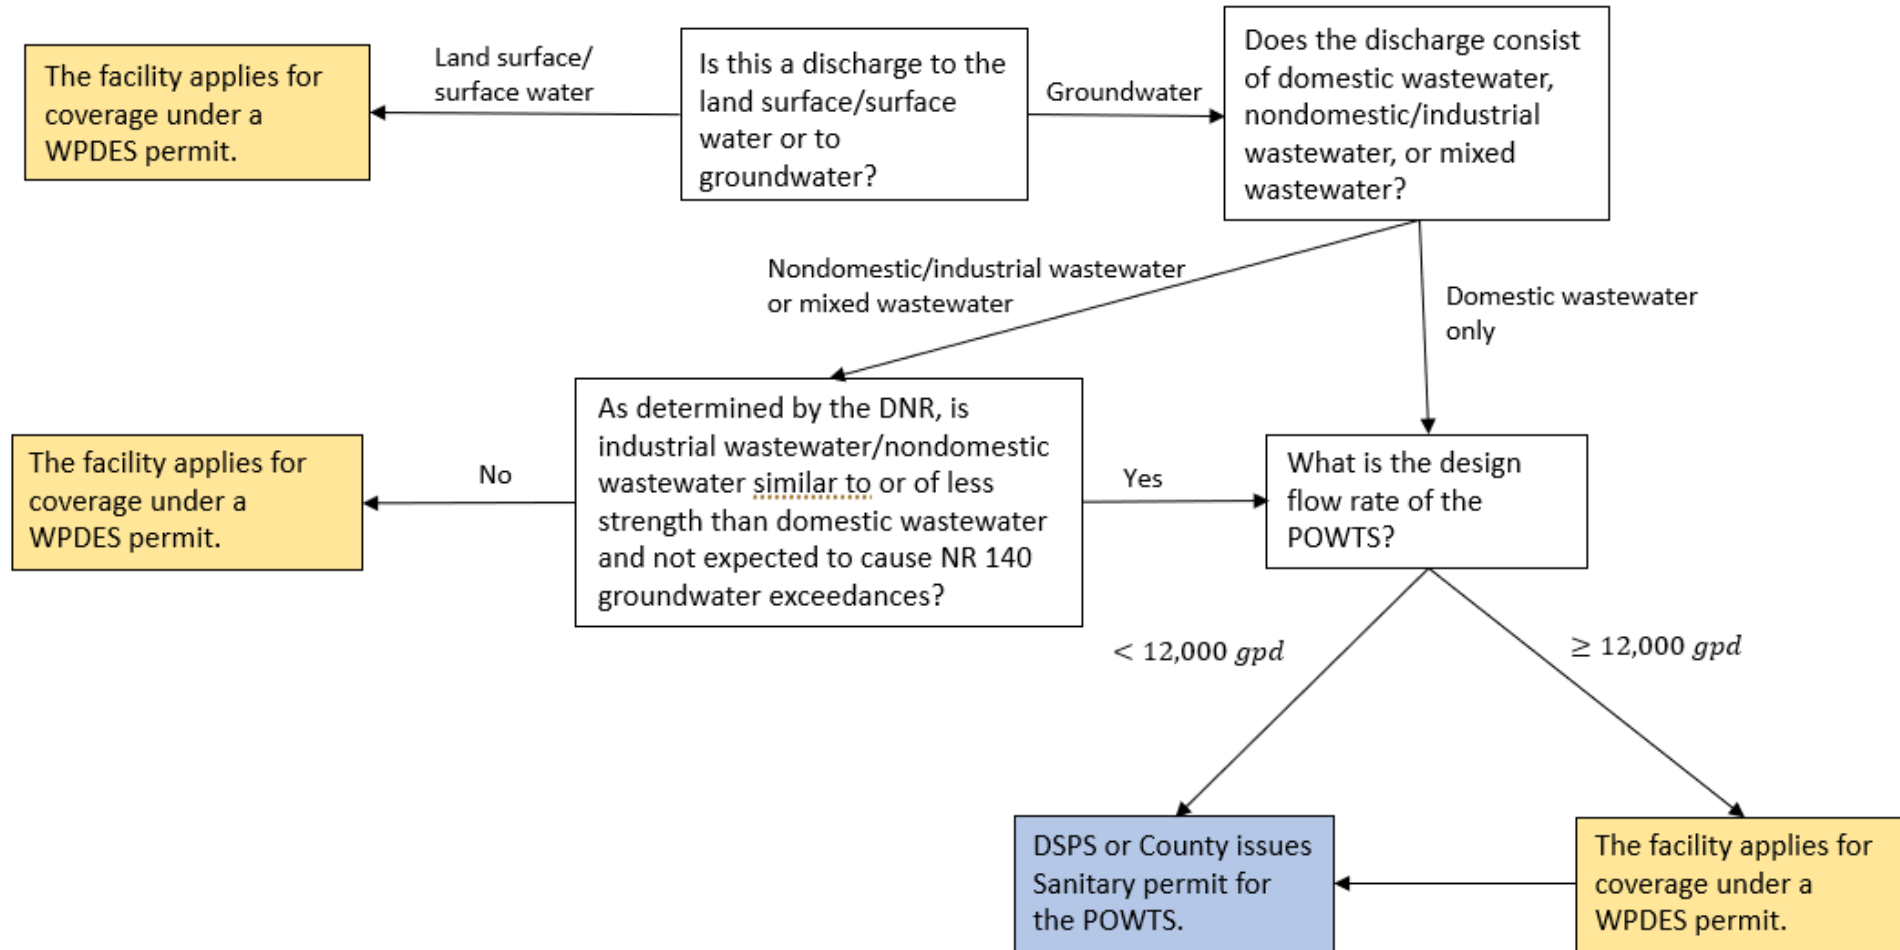 The facility applies for
coverage under a
WPDES permit.
Land surface/
surface water
Is this a discharge to the
land surface/surface
water or to
groundwater?
Groundwater
Does the discharge consist
of domestic wastewater,
nondomestic/industrial
wastewater, or mixed
wastewater?
Nondomestic/industrial wastewater
or mixed wastewater
Domestic wastewater
only
The facility applies for
coverage under a
WPDES permit.
No
As determined by the DNR, is
industrial wastewater/nondomestic
wastewater similar to or of less
strength than domestic wastewater
and not expected to cause NR 140
groundwater exceedances?
Yes
What is the design
flow rate of the
POWTS?
< 12,000 gpd
≥ 12,000 gpd
DSPS or County issues
Sanitary permit for
the POWTS.
The facility applies for
coverage under a
WPDES permit.